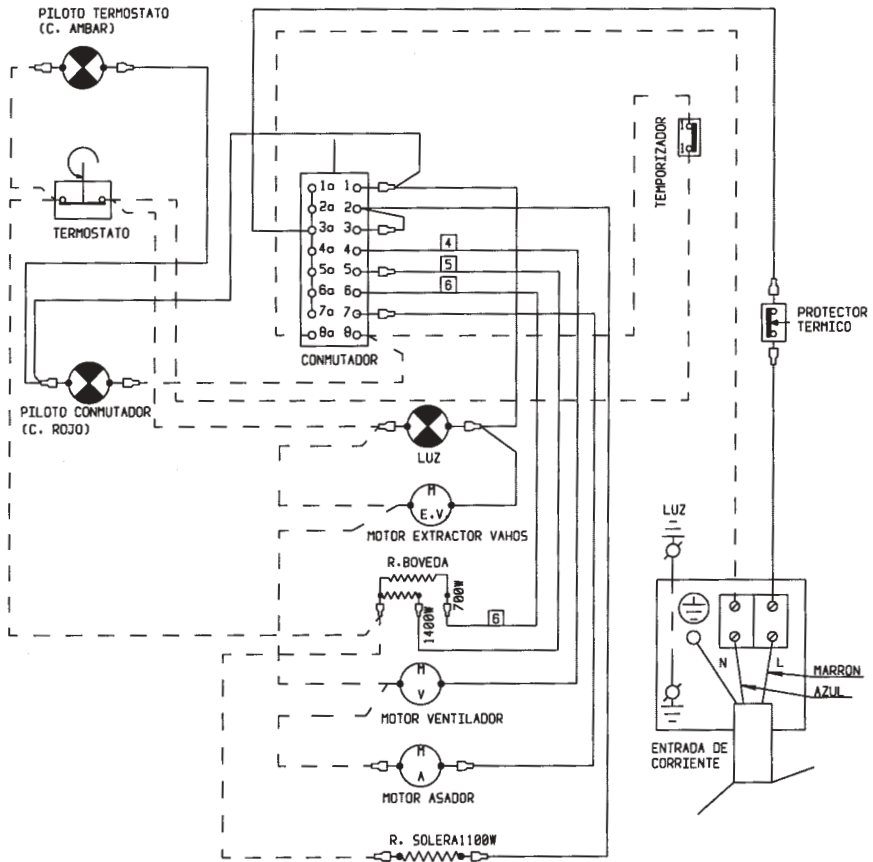 PILOTO TERMOSTATO
(C. AMBAR)
TERMOSTATO
TEMPORIZADOR
1
1
1a 1
2a 2
3a 3
4a 4
5a 5
6a 6
7a 7
8a 8
4
5
6
CONMUTADOR
PROTECTOR
TERMICO
PILOTO CONMUTADOR
(C. ROJO)
LUZ
M
E.V.
MOTOR EXTRACTOR VAHOS
LUZ
R.BOVEDA
700W
1400W
6
M
V
MOTOR VENTILADOR
N
L
MARRON
AZUL
M
A
MOTOR ASADOR
ENTRADA DE
CORRIENTE
R. SOLERA1100W